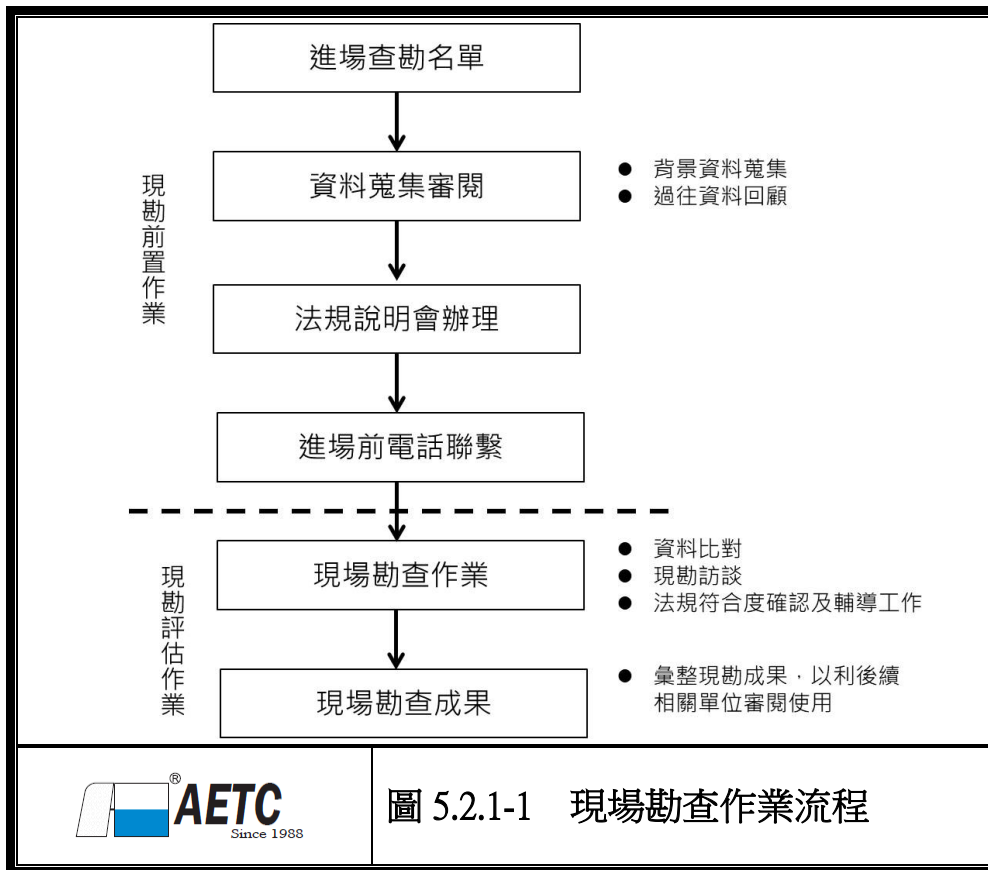 進場查勘名單
現勘前置作業
資料蒐集審閱
● 背景資料蒐集
● 過往資料回顧
法規說明會辦理
進場前電話聯繫
現勘評估作業
現場勘查作業
● 資料比對
● 現勘訪談
● 法規符合度確認及輔導工作
現場勘查成果
● 彙整現勘成果，以利後續
相關單位審閱使用
AETC®
Since 1988
圖 5.2.1-1 現場勘查作業流程